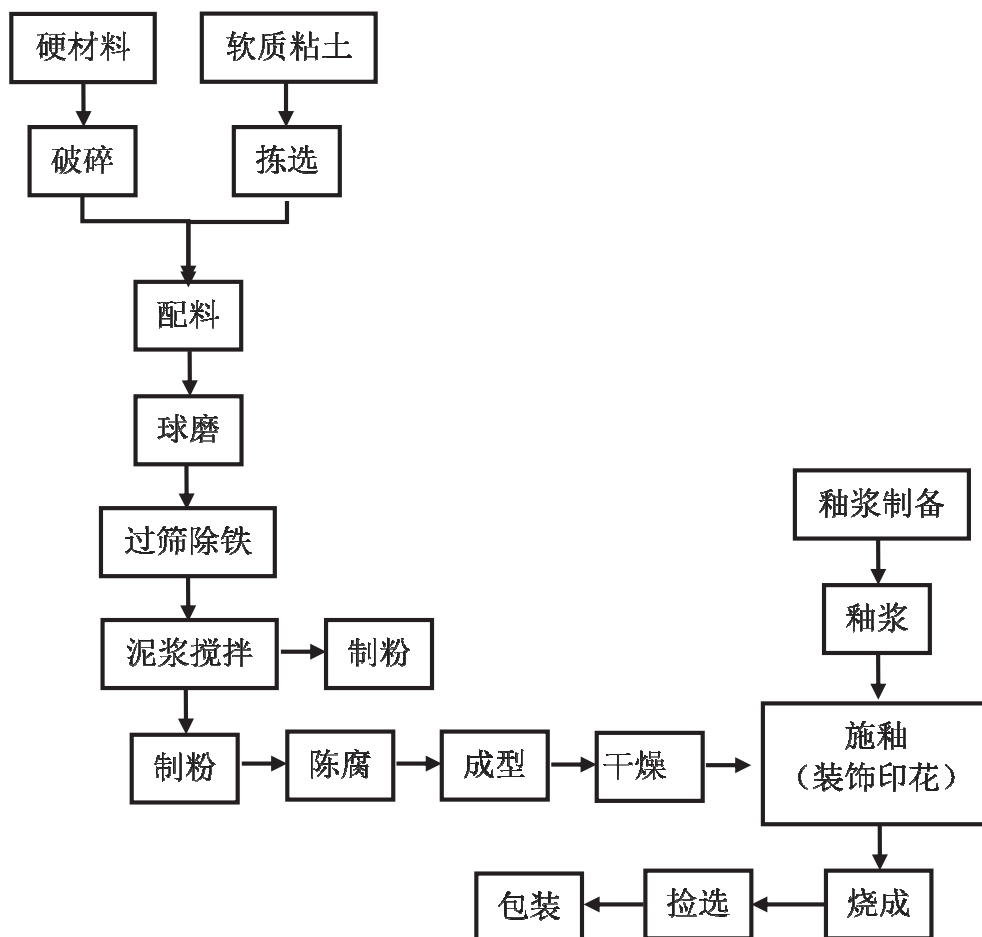 硬材料
软质粘土
破碎
拣选
配料
球磨
过筛除铁
泥浆搅拌
制粉
制粉
陈腐
成型
干燥
釉浆制备
釉浆
施釉
（装饰印花）
烧成
捡选
包装